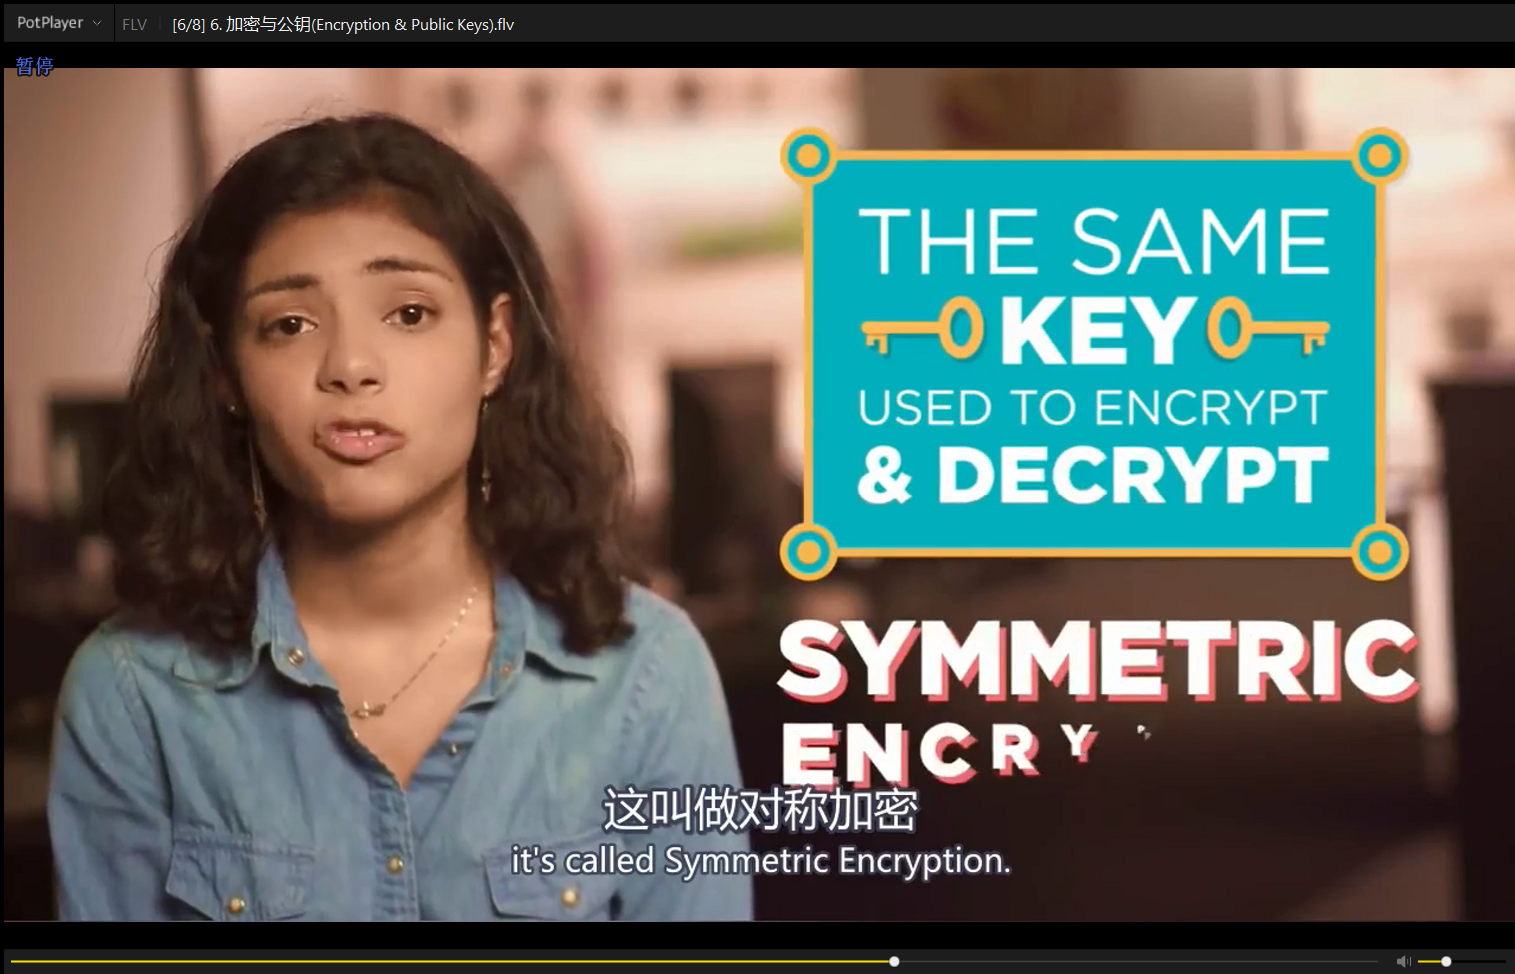 PotPlayer
FLV
[6/8] 6. 加密与公钥(Encryption & Public Keys).flv
暂停
THE SAME
KEY
USED TO ENCRYPT
& DECRYPT
SYMMETRIC
ENCRY
这叫做对称加密
it's called Symmetric Encryption.